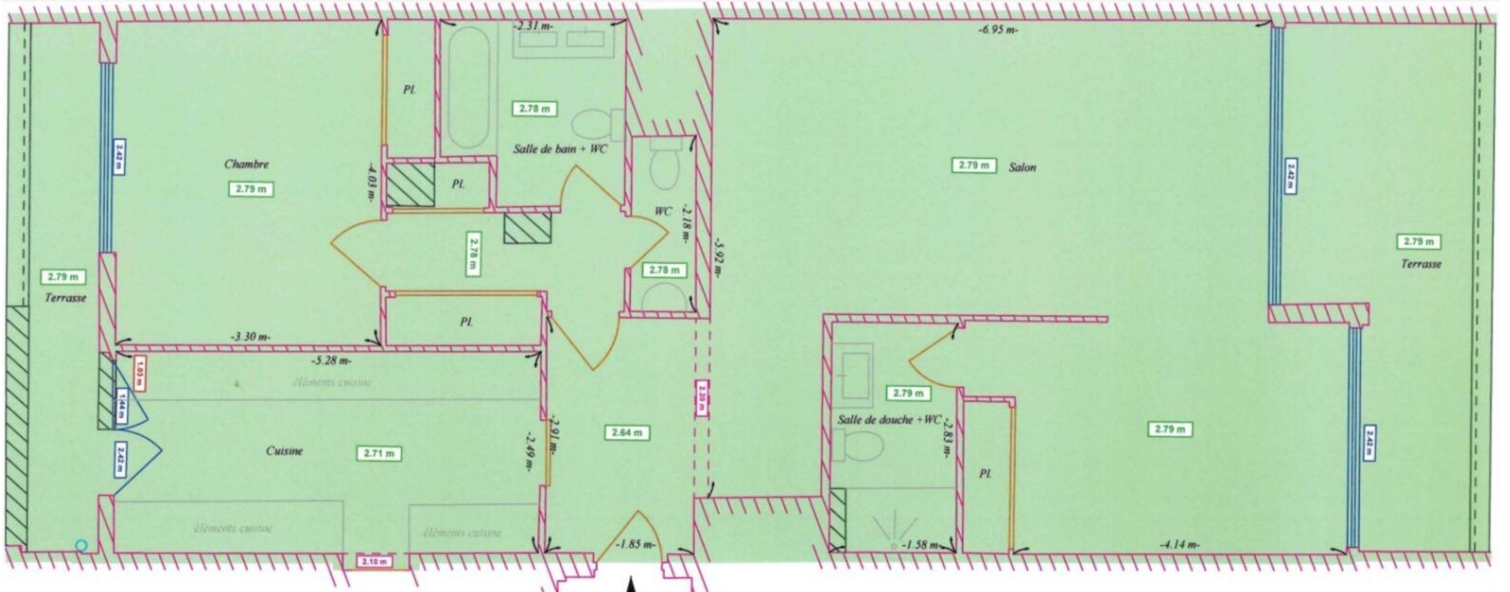 -2.31 m-
-6.95 m-
PL
2.78 m
Salle de bain + WC
2.42 m
Chambre
2.79 m
-4.03 m-
PL
WC
-2.18 m-
2.79 m
Salon
2.42 m
2.79 m
Terrasse
2.79 m
Terrasse
2.78 m
2.78 m
-5.92 m-
PL
-3.30 m-
-5.28 m-
1.03 m
éléments cuisine
1.44 m
2.20 m
2.79 m
Salle de douche +WC
-2.83 m-
2.42 m
2.42 m
Cuisine
2.71 m
-2.49 m-
-2.91 m-
2.64 m
2.79 m
PL
éléments cuisine
éléments cuisine
-1.85 m-
-1.58 m-
-4.14 m-
2.10 m